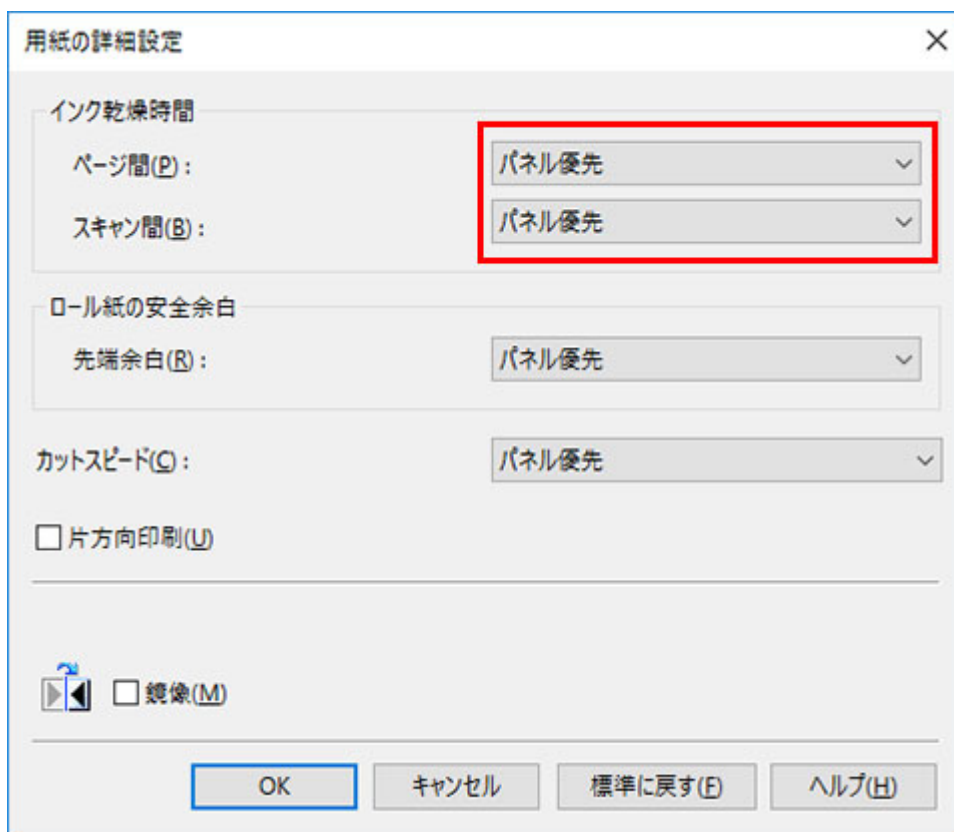 用紙の詳細設定
インク乾燥時間
ページ間(P)： パネル優先
スキャン間(B)： パネル優先
ロール紙の安全余白
先端余白(R)： パネル優先
カットスピード(C)： パネル優先
片方向印刷(U)
鏡像(M)
OK キャンセル 標準に戻す(F) ヘルプ(H)